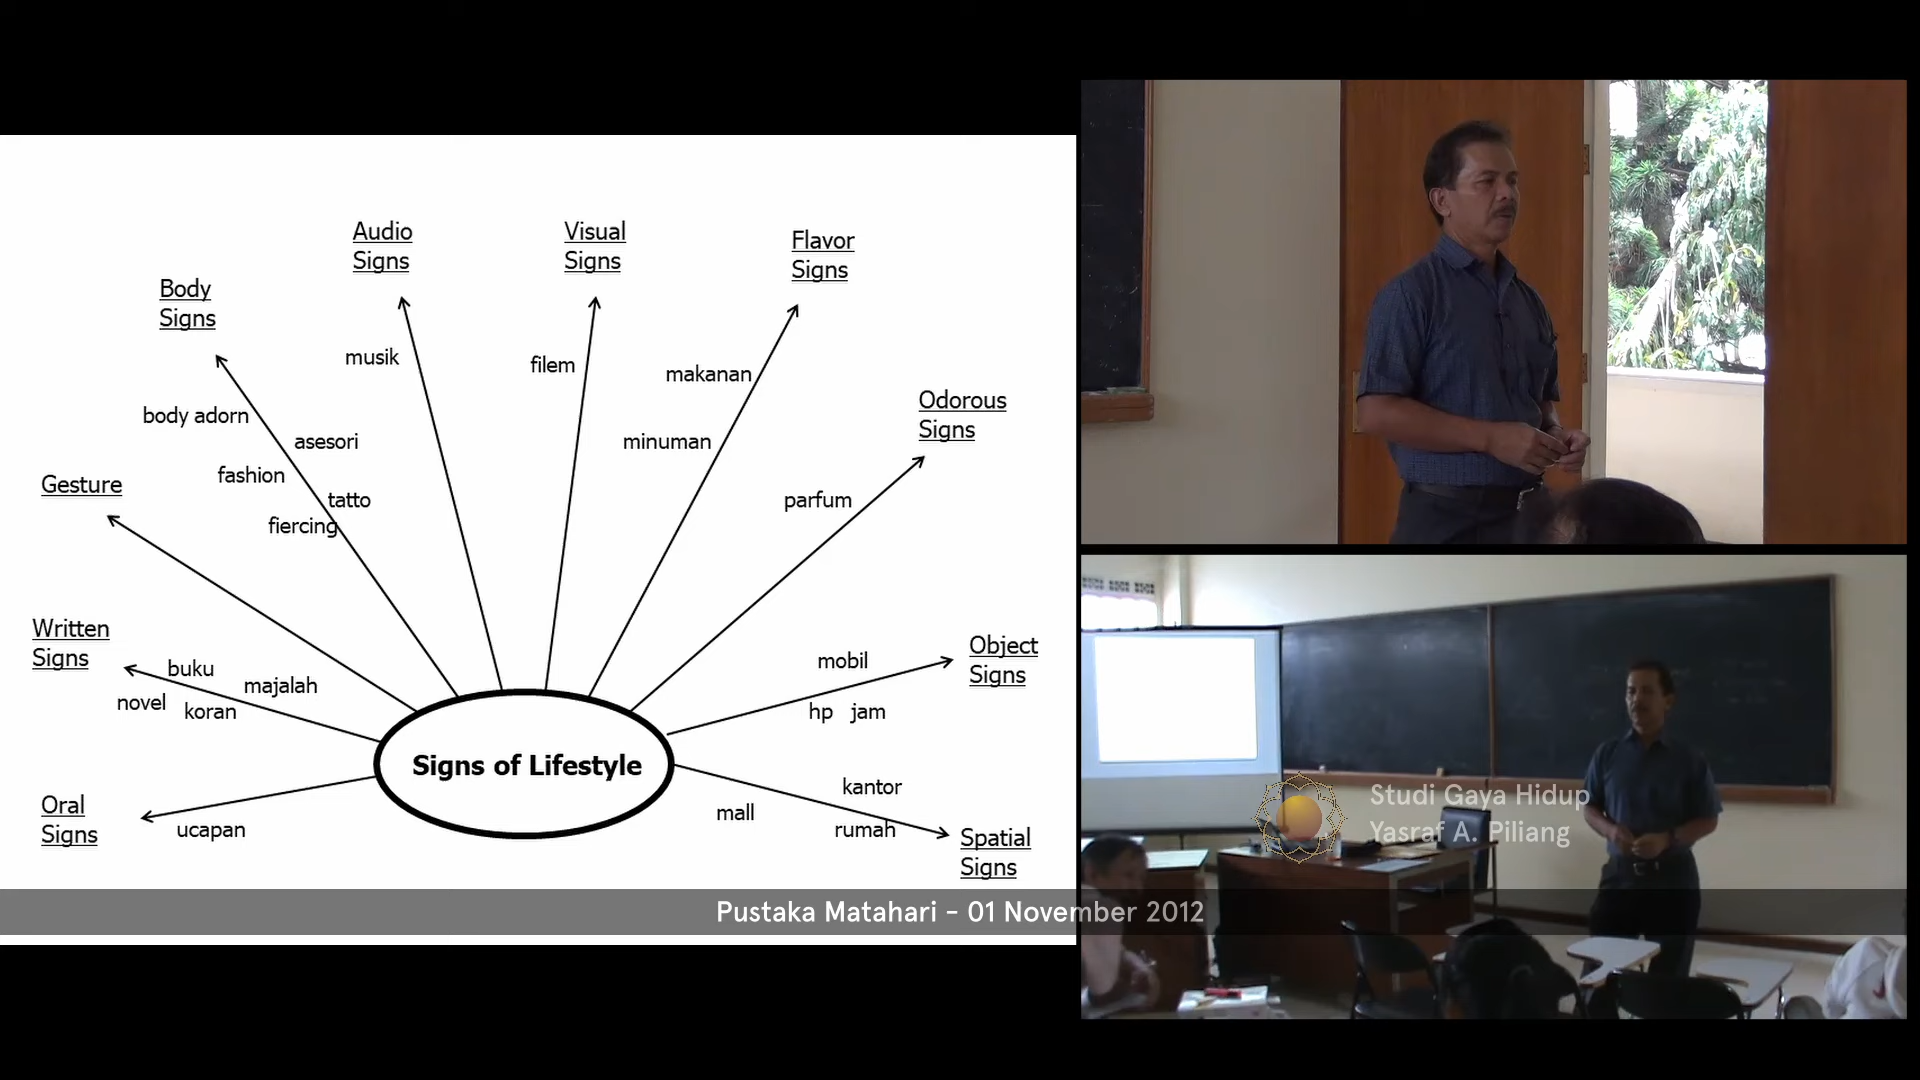 Audio
Signs
Visual
Signs
Flavor
Signs
Body
Signs
musik
filem
makanan
Odorous
Signs
body adorn
asesori
minuman
Gesture
fashion
tatto
fiercing
parfum
Written
Signs
buku
majalah
novel
koran
mobil
hp jam
Object
Signs
Signs of Lifestyle
Oral
Signs
ucapan
mall
kantor
rumah
Spatial
Signs
Studi Gaya Hidup
Yasraf A. Piliang
Pustaka Matahari - 01 November 2012